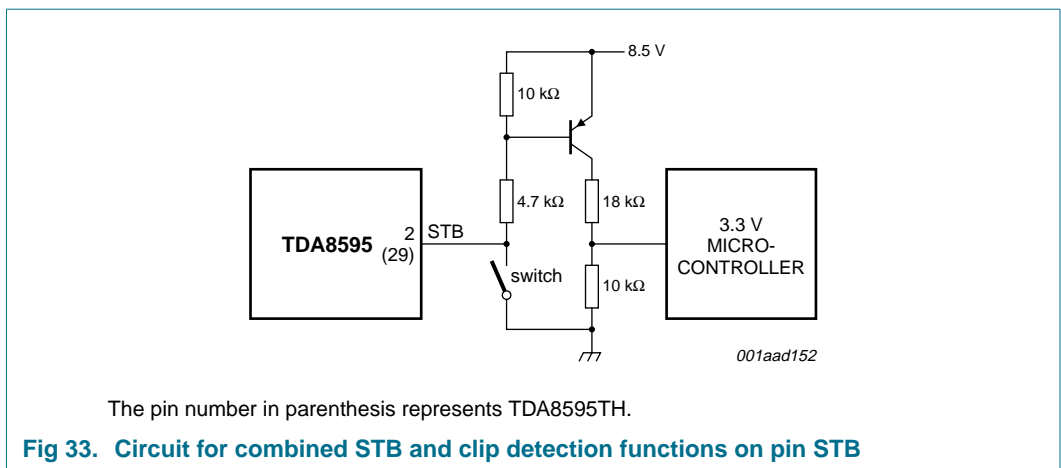 8.5 V
10 kΩ
4.7 kΩ
18 kΩ
TDA8595
2
(29)
STB
3.3 V
MICRO-
CONTROLLER
switch
10 kΩ
001aad152
The pin number in parenthesis represents TDA8595TH.
Fig 33. Circuit for combined STB and clip detection functions on pin STB